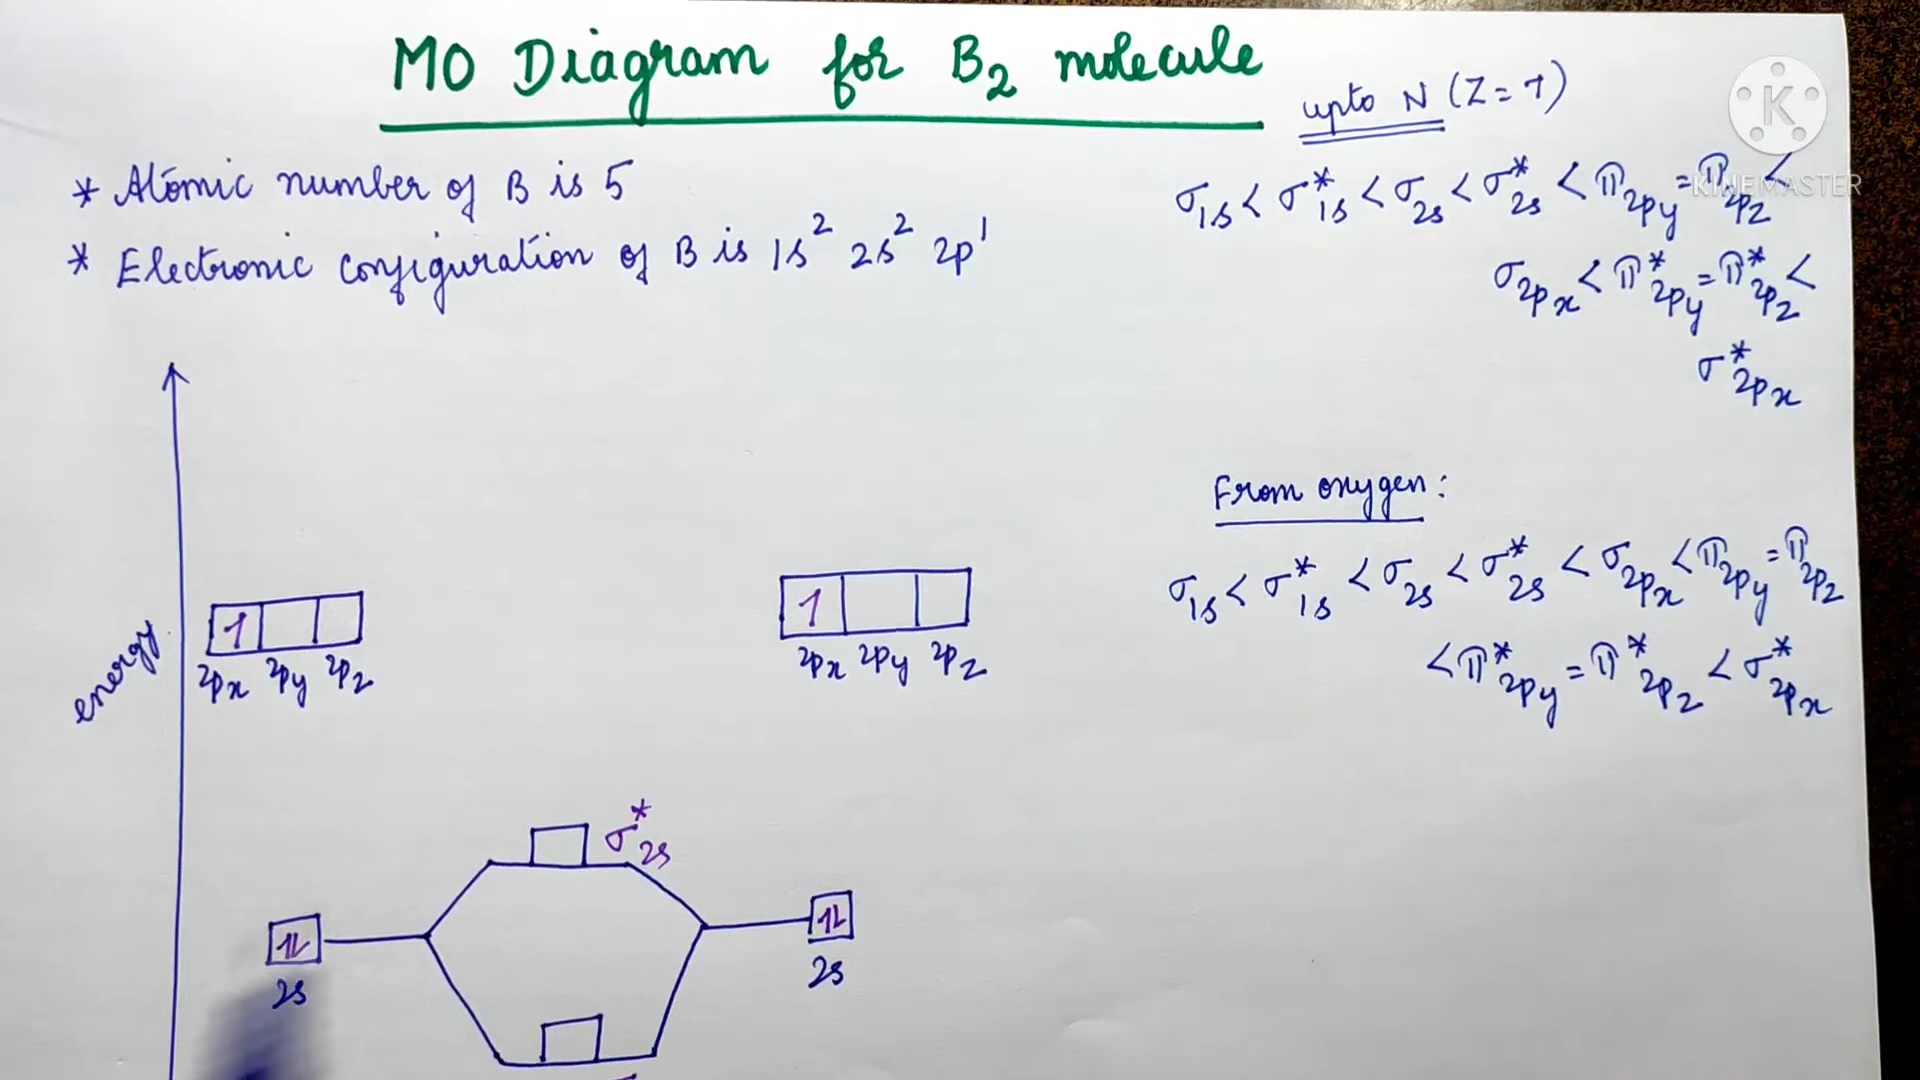 MO Diagram for B₂ molecule
upto N (Z=7)
K
KINEMASTER
* Atomic number of B is 5
* Electronic configuration of B is 1s² 2s² 2p¹
σ1s < σ*1s < σ2s < σ*2s < π2py = π2pz <
σ2px < π*2py = π*2pz <
σ*2px
From oxygen:
σ1s < σ*1s < σ2s < σ*2s < σ2px < π2py = π2pz
< π*2py = π*2pz < σ*2px
energy
1
2px 2py 2pz
1
2px 2py 2pz
σ*2s
1L
2s
1L
2s